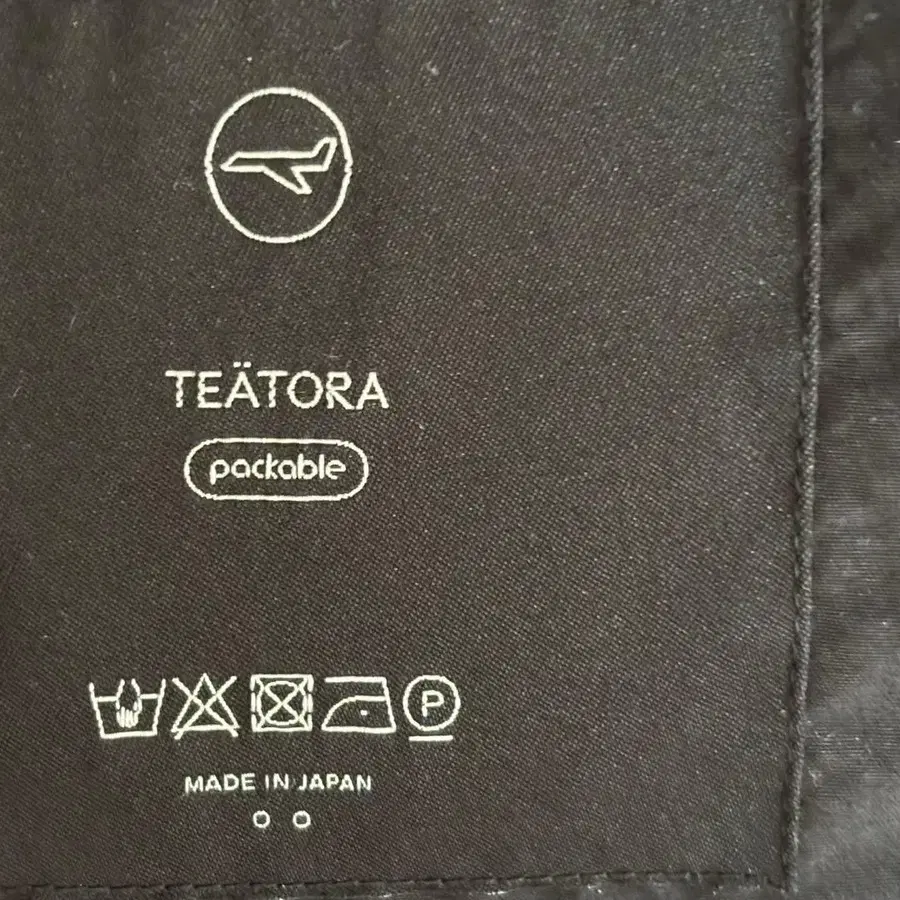 TEÄTORA
packable
P
MADE IN JAPAN